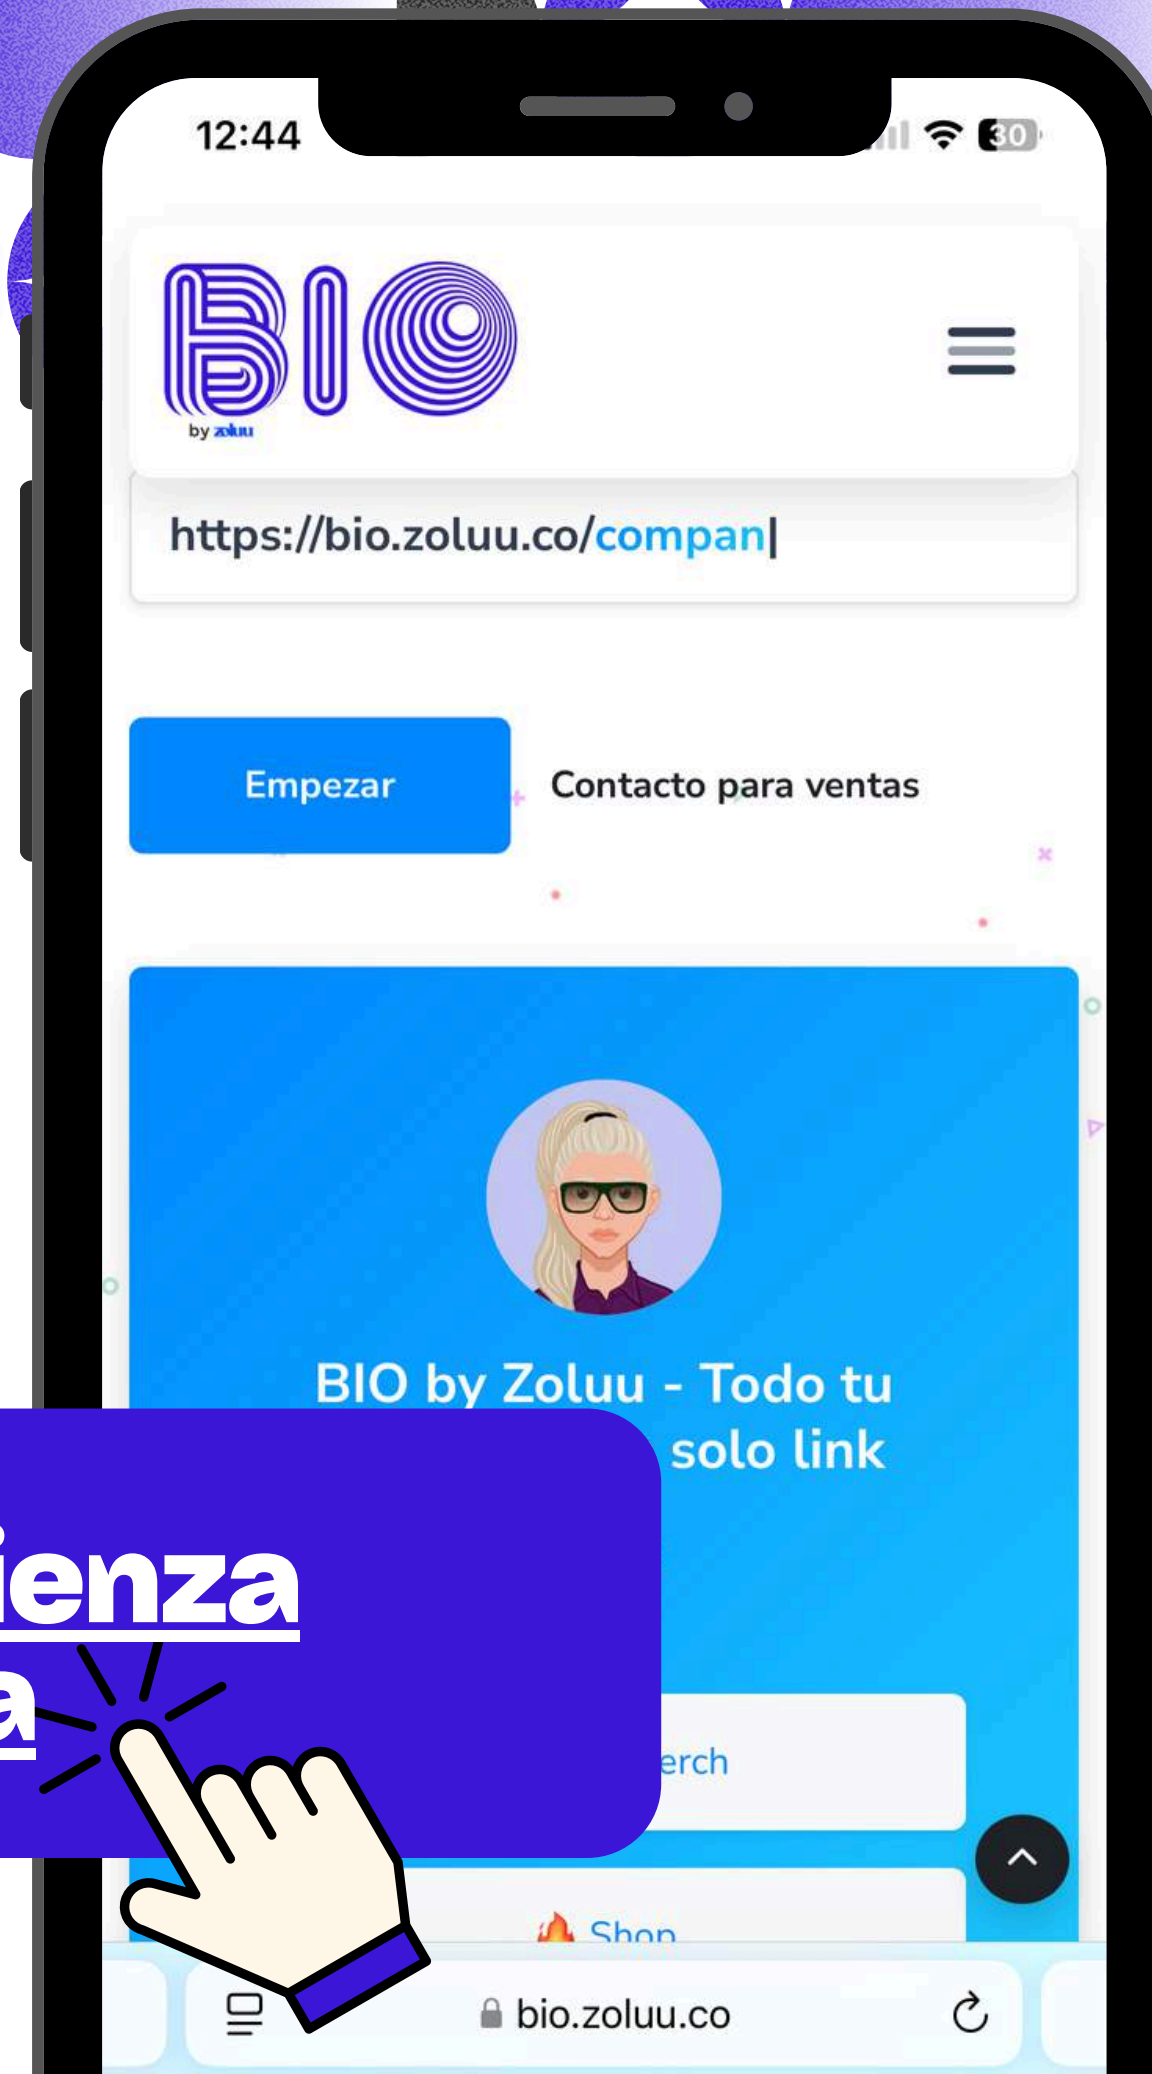 12:44
30
BIO
by zoluu
https://bio.zoluu.co/compan
Empezar
Contacto para ventas
BIO by Zoluu - Todo tu
solo link
ienza
a
erch
🔥 Shop
bio.zoluu.co